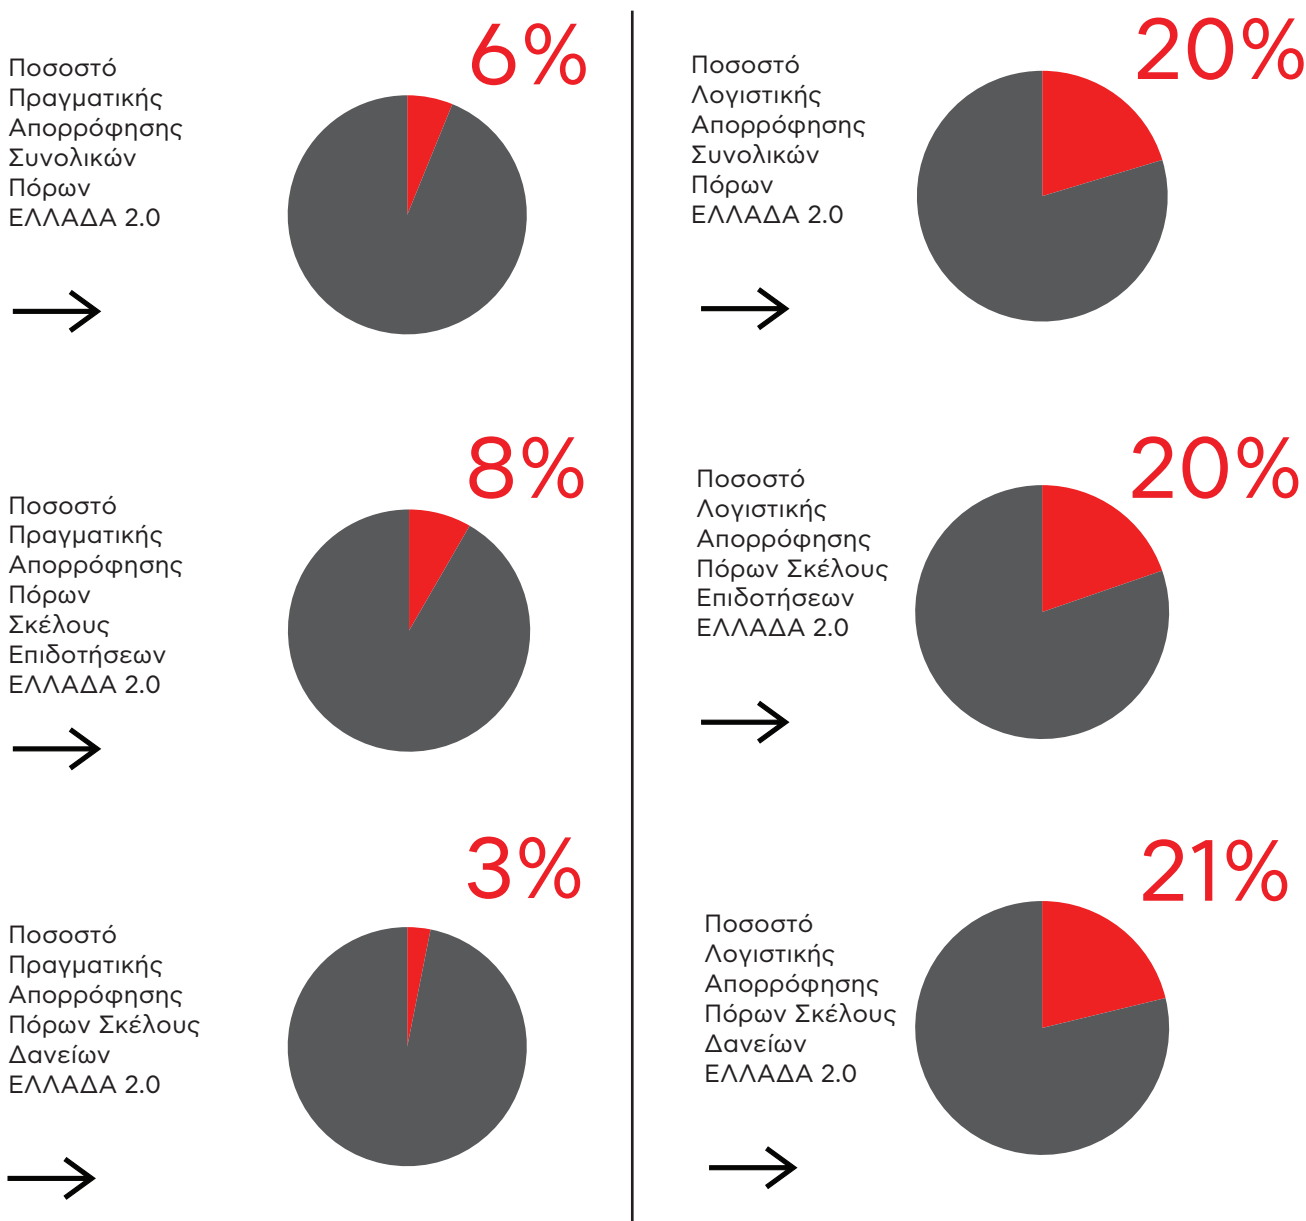 6%
Ποσοστό
Πραγματικής
Απορρόφησης
Συνολικών
Πόρων
ΕΛΛΑΔΑ 2.0
20%
Ποσοστό
Λογιστικής
Απορρόφησης
Συνολικών
Πόρων
ΕΛΛΑΔΑ 2.0
8%
Ποσοστό
Πραγματικής
Απορρόφησης
Πόρων
Σκέλους
Επιδοτήσεων
ΕΛΛΑΔΑ 2.0
20%
Ποσοστό
Λογιστικής
Απορρόφησης
Πόρων Σκέλους
Επιδοτήσεων
ΕΛΛΑΔΑ 2.0
3%
Ποσοστό
Πραγματικής
Απορρόφησης
Πόρων Σκέλους
Δανείων
ΕΛΛΑΔΑ 2.0
21%
Ποσοστό
Λογιστικής
Απορρόφησης
Πόρων Σκέλους
Δανείων
ΕΛΛΑΔΑ 2.0